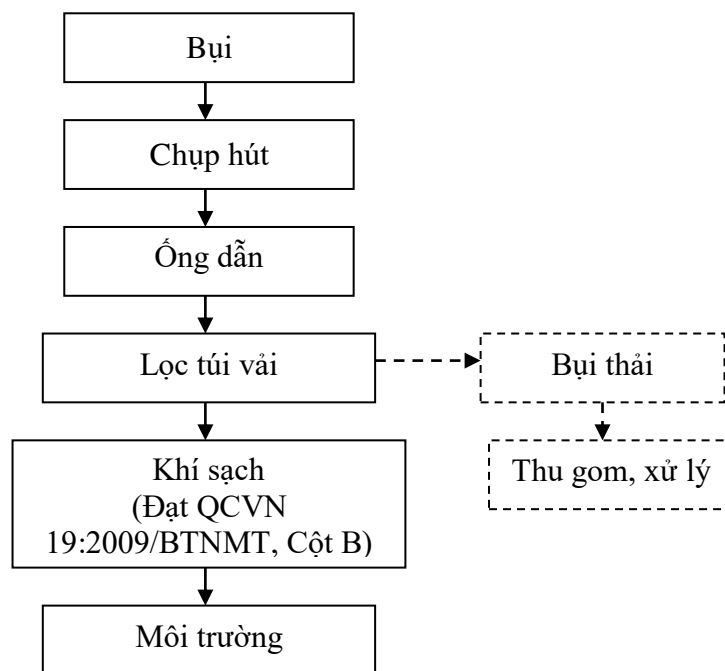 Bụi
Chụp hút
Ống dẫn
Lọc túi vải
Bụi thải
Khí sạch
(Đạt QCVN
19:2009/BTNMT, Cột B)
Thu gom, xử lý
Môi trường